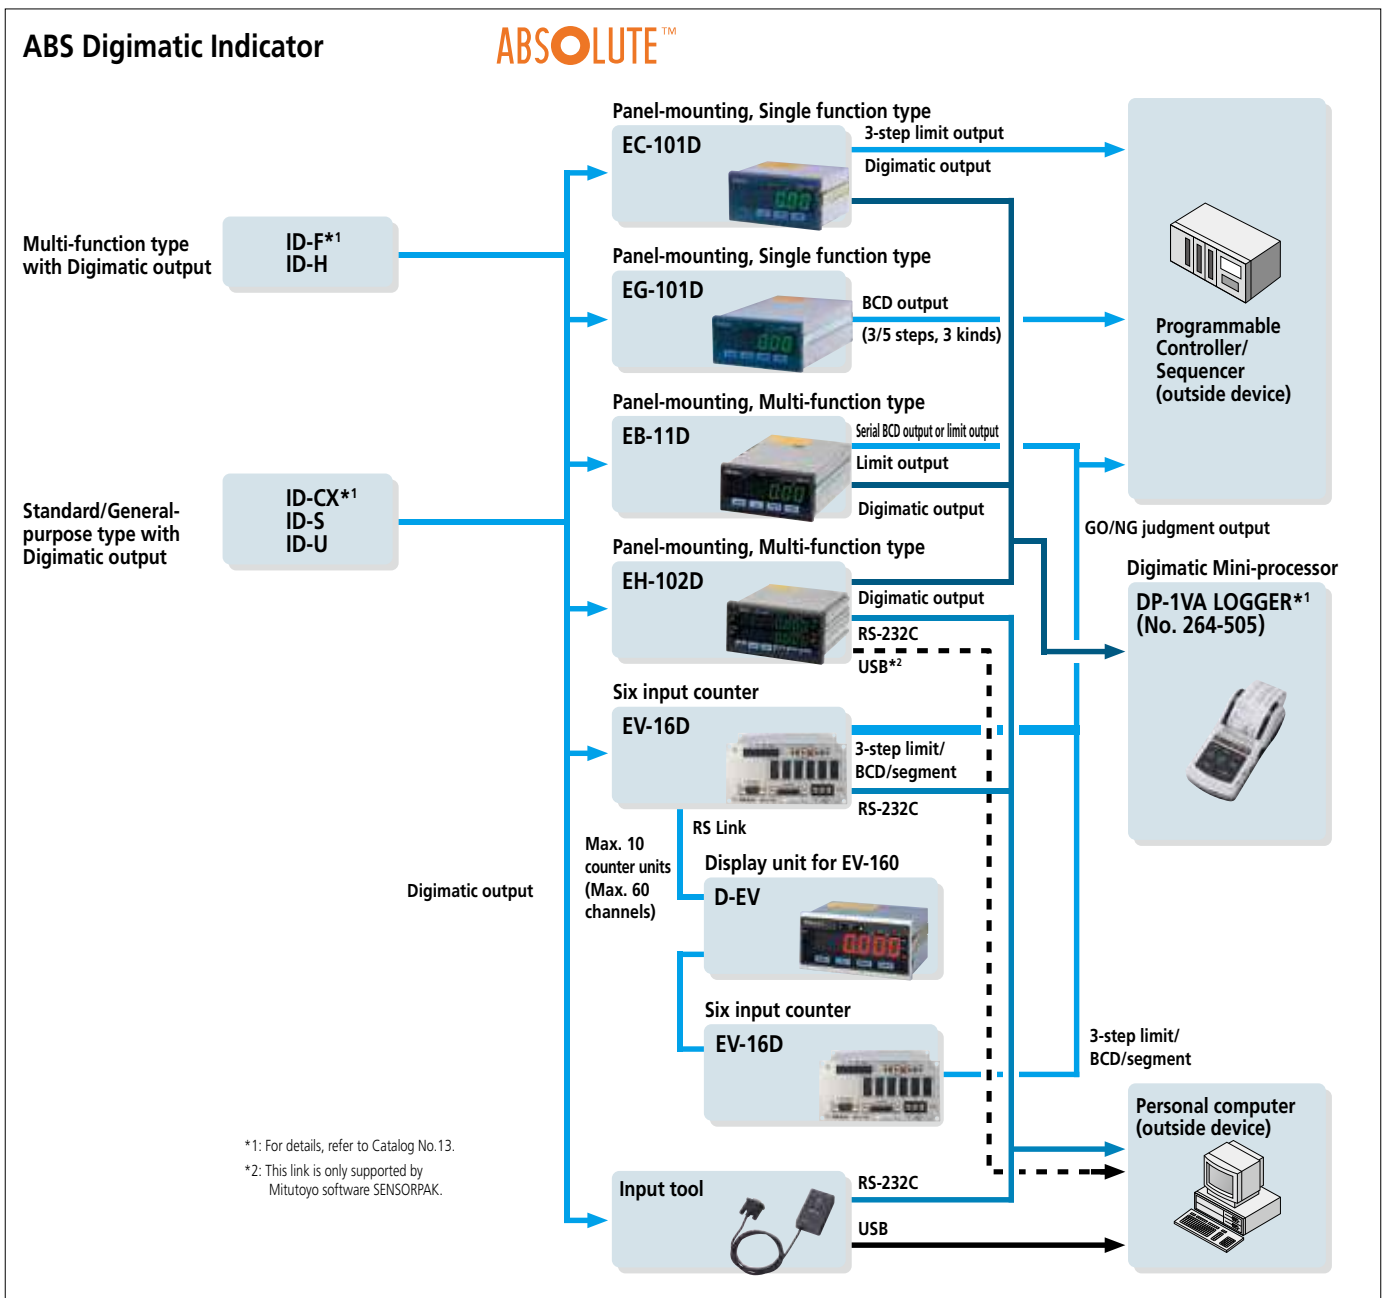 ABS Digimatic Indicator
ABSOLUTE™
Panel-mounting, Single function type
EC-101D
3-step limit output
Digimatic output
Multi-function type
with Digimatic output
ID-F*1
ID-H
Panel-mounting, Single function type
EG-101D
BCD output
(3/5 steps, 3 kinds)
Programmable
Controller/
Sequencer
(outside device)
Panel-mounting, Multi-function type
EB-11D
Serial BCD output or limit output
Limit output
Digimatic output
Standard/General-
purpose type with
Digimatic output
ID-CX*1
ID-S
ID-U
GO/NG judgment output
Panel-mounting, Multi-function type
EH-102D
Digimatic output
RS-232C
USB*2
Digimatic Mini-processor
DP-1VA LOGGER*1
(No. 264-505)
Six input counter
EV-16D
3-step limit/
BCD/segment
RS-232C
RS Link
Max. 10
counter units
(Max. 60
channels)
Digimatic output
Display unit for EV-160
D-EV
0.000
Six input counter
EV-16D
3-step limit/
BCD/segment
Personal computer
(outside device)
*1: For details, refer to Catalog No.13.
*2: This link is only supported by
Mitutoyo software SENSORPAK.
Input tool
RS-232C
USB